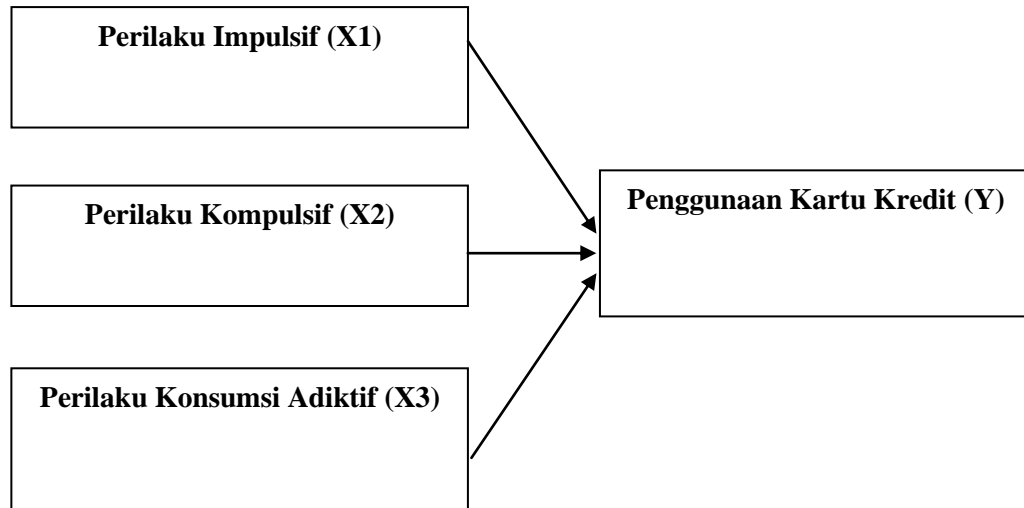 Perilaku Impulsif (X1)
Perilaku Kompulsif (X2)
Penggunaan Kartu Kredit (Y)
Perilaku Konsumsi Adiktif (X3)